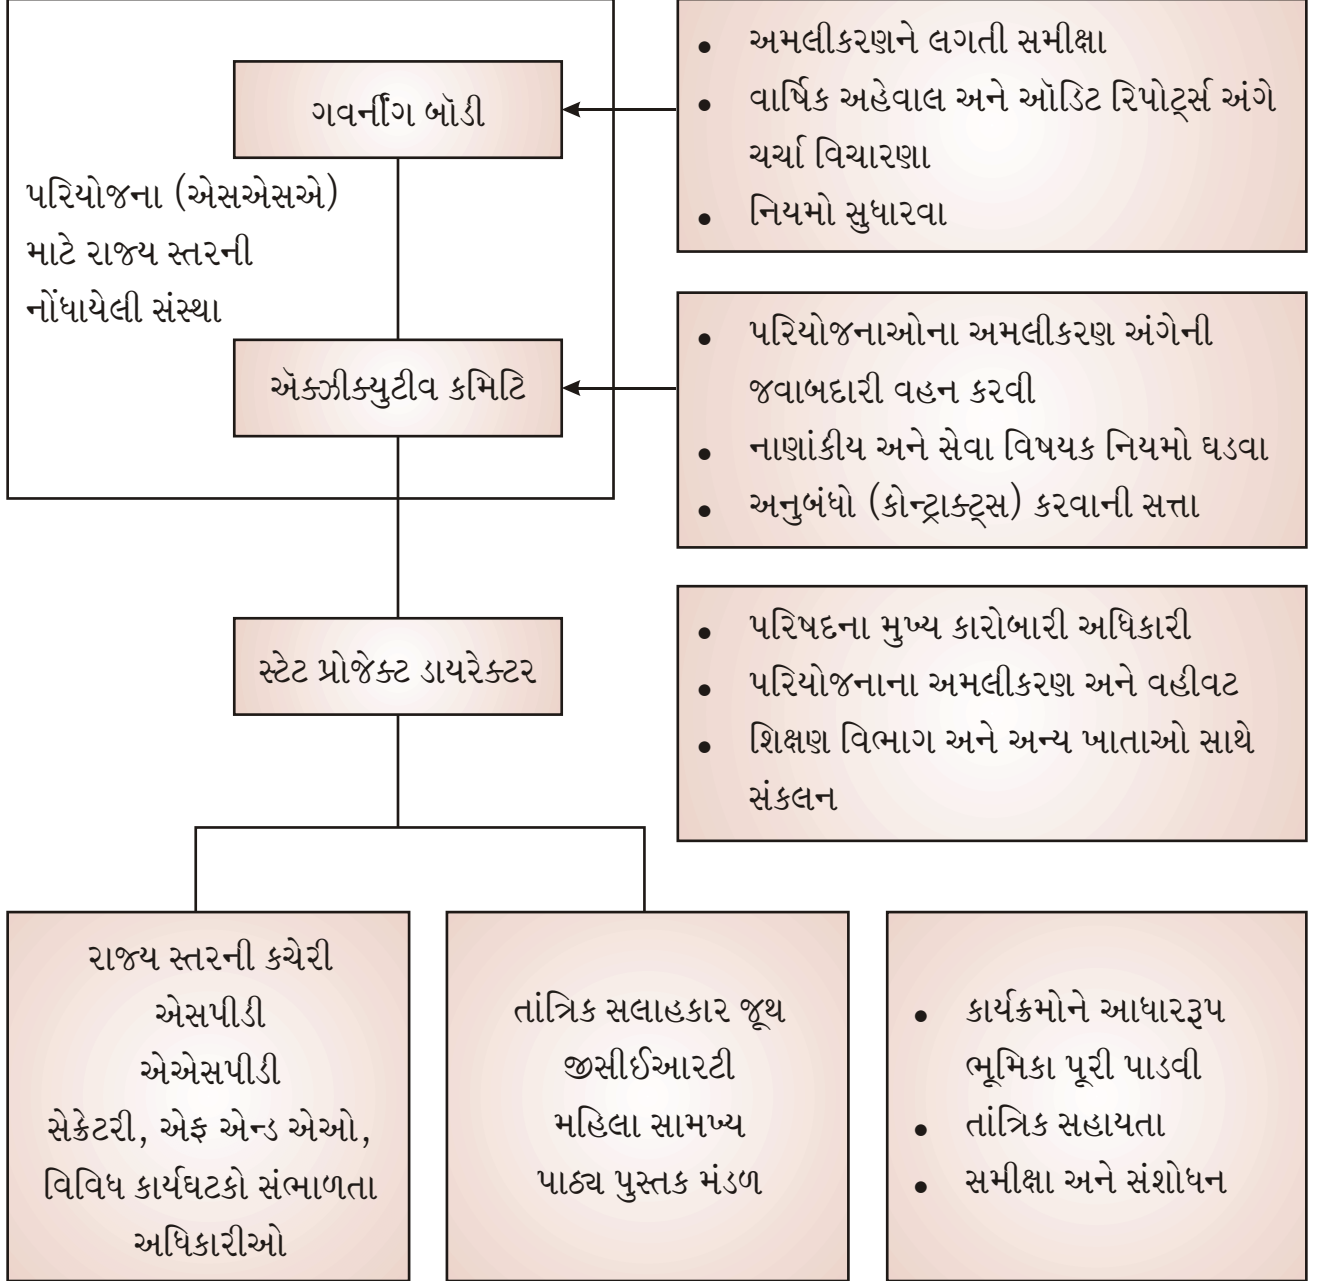 ગવર્નીંગ બૉડી
• અમલીકરણને લગતી સમીક્ષા
• વાર્ષિક અહેવાલ અને ઑડિટ રિપોર્ટ્સ અંગે
ચર્ચા વિચારણા
• નિયમો સુધારવા
પરિયોજના (એસએસએ)
માટે રાજ્ય સ્તરની
નોંધાયેલી સંસ્થા
ઍક્ઝીક્યુટીવ કમિટિ
• પરિયોજનાઓના અમલીકરણ અંગેની
જવાબદારી વહન કરવી
• નાણાંકીય અને સેવા વિષયક નિયમો ઘડવા
• અનુબંધો (કોન્ટ્રાક્ટ્સ) કરવાની સત્તા
સ્ટેટ પ્રોજેક્ટ ડાયરેક્ટર
• પરિષદના મુખ્ય કારોબારી અધિકારી
• પરિયોજનાના અમલીકરણ અને વહીવટ
• શિક્ષણ વિભાગ અને અન્ય ખાતાઓ સાથે
સંકલન
રાજ્ય સ્તરની કચેરી
એસપીડી
એએસપીડી
સેક્રેટરી, એફ એન્ડ એઓ,
વિવિધ કાર્યઘટકો સંભાળતા
અધિકારીઓ
તાંત્રિક સલાહકાર જૂથ
જીસીઈઆરટી
મહિલા સામખ્ય
પાઠ્ય પુસ્તક મંડળ
• કાર્યક્રમોને આધારરૂપ
ભૂમિકા પૂરી પાડવી
• તાંત્રિક સહાયતા
• સમીક્ષા અને સંશોધન